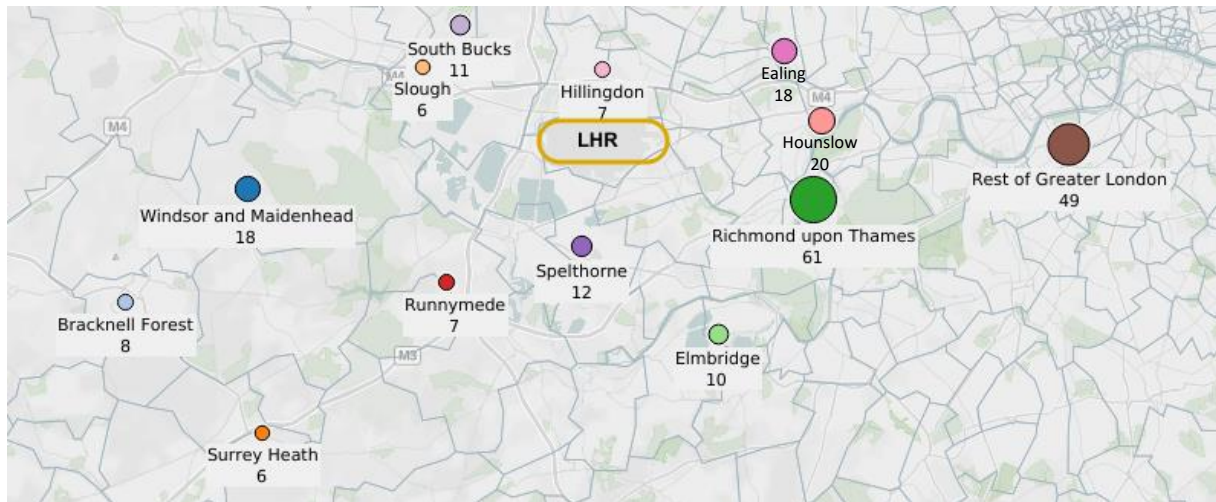 South Bucks
11
Slough
6
M4
Hillingdon
7
LHR
Ealing
18
M4
Hounslow
20
Rest of Greater London
49
M4
Windsor and Maidenhead
18
Richmond upon Thames
61
Spelthorne
12
Runnymede
7
Bracknell Forest
8
M3
Elmbridge
10
Surrey Heath
6